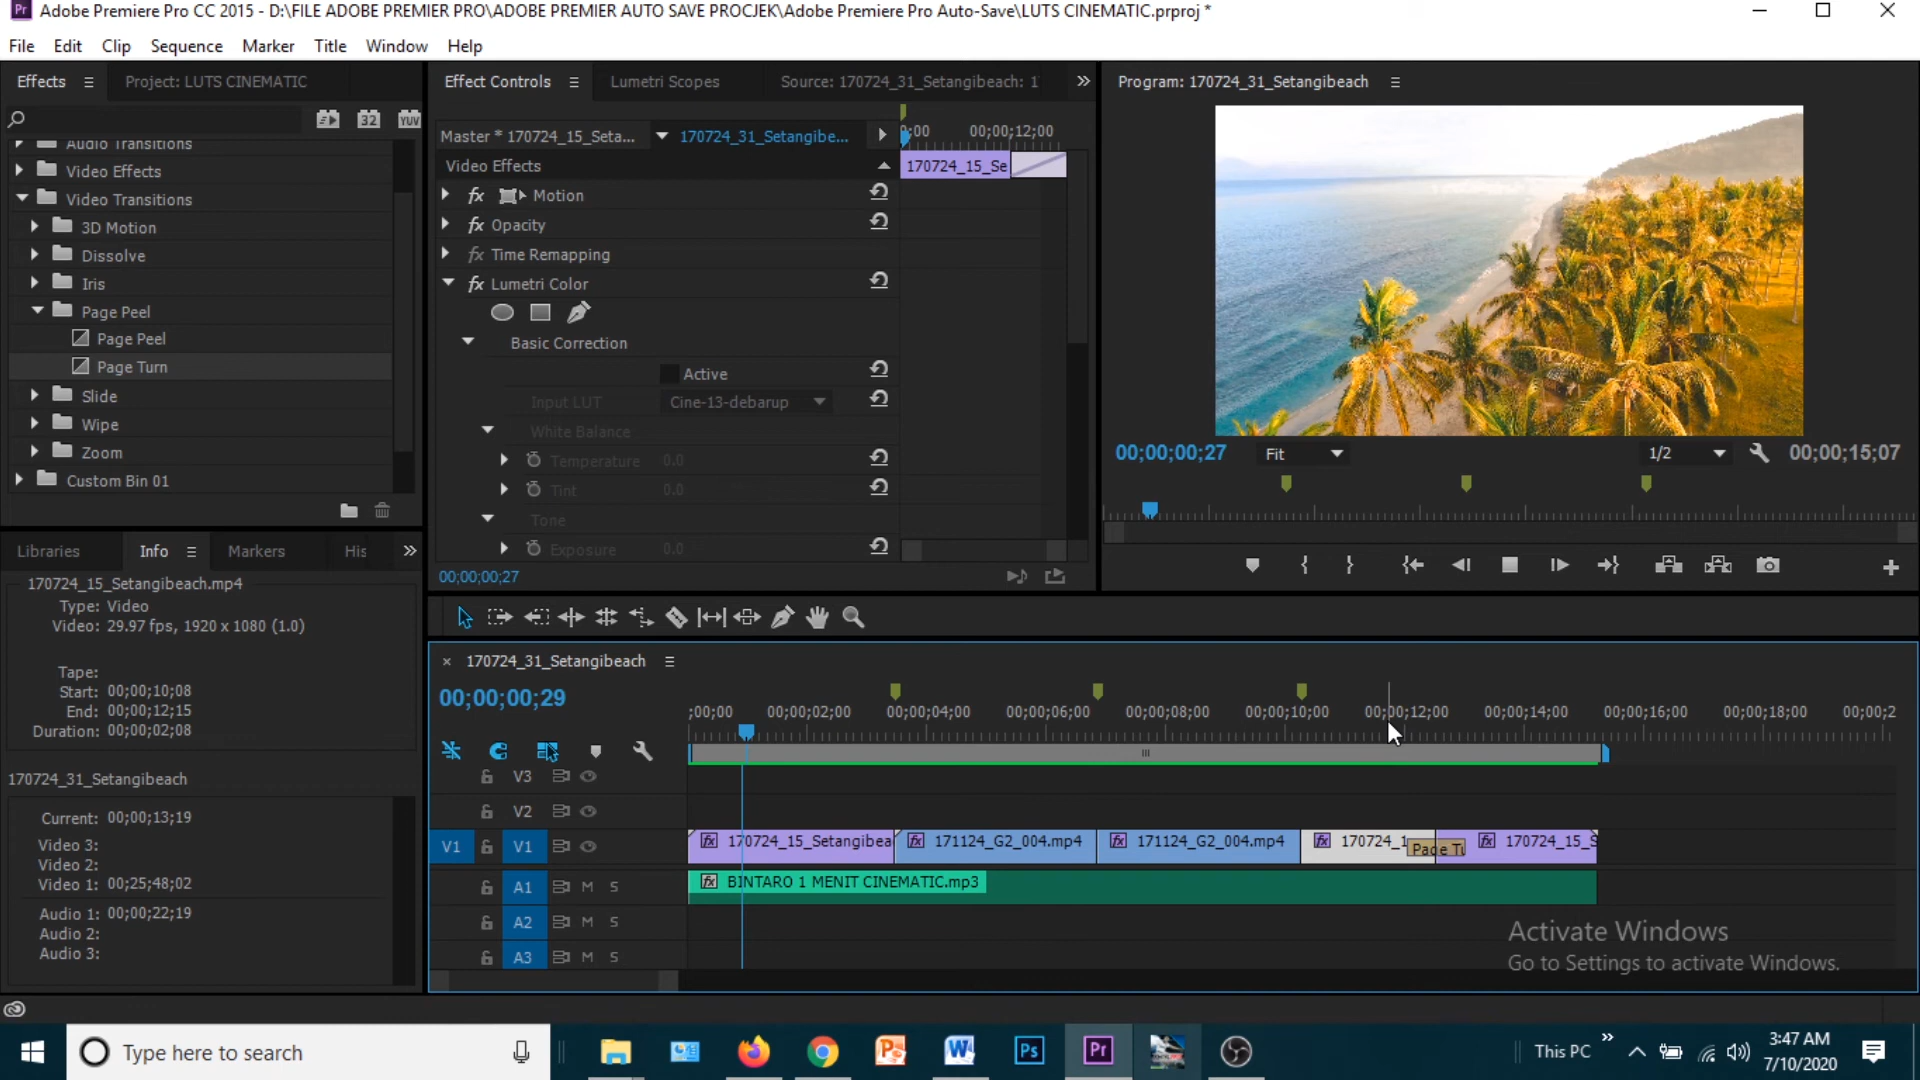 Adobe Premiere Pro CC 2015 - D:\FILE ADOBE PREMIER PRO\ADOBE PREMIER AUTO SAVE PROCJEK\Adobe Premiere Pro Auto-Save\LUTS CINEMATIC.prproj *
File Edit Clip Sequence Marker Title Window Help
Effects Project: LUTS CINEMATIC
32 YUV
Audio Transitions
Video Effects
Video Transitions
3D Motion
Dissolve
Iris
Page Peel
Page Peel
Page Turn
Slide
Wipe
Zoom
Custom Bin 01
Effect Controls Lumetri Scopes Source: 170724_31_Setangibeach: 1
Master * 170724_15_Seta... 170724_31_Setangibe...
;00 00;00;12;00
Video Effects 170724_15_Se
fx Motion
fx Opacity
fx Time Remapping
fx Lumetri Color
Basic Correction
Active
Input LUT Cine-13-debarup
White Balance
Temperature 0.0
Tint 0.0
Tone
Exposure 0.0
00;00;00;27
Program: 170724_31_Setangibeach
00;00;00;27 Fit 1/2 00;00;15;07
Libraries Info Markers His
170724_15_Setangibeach.mp4
Type: Video
Video: 29.97 fps, 1920 x 1080 (1.0)
Tape:
Start: 00;00;10;08
End: 00;00;12;15
Duration: 00;00;02;08
170724_31_Setangibeach
Current: 00;00;13;19
Video 3:
Video 2:
Video 1: 00;25;48;02
Audio 1: 00;00;22;19
Audio 2:
Audio 3:
× 170724_31_Setangibeach
00;00;00;29
;00;00 00;00;02;00 00;00;04;00 00;00;06;00 00;00;08;00 00;00;10;00 00;00;12;00 00;00;14;00 00;00;16;00 00;00;18;00 00;00;2
V3
V2
V1 V1 fx 170724_15_Setangibea fx 171124_G2_004.mp4 fx 171124_G2_004.mp4 fx 170724_1 Page Tu fx 170724_15_S
A1 M S fx BINTARO 1 MENIT CINEMATIC.mp3
A2 M S
A3 M S
Activate Windows
Go to Settings to activate Windows.
Type here to search
Ps Pr
This PC
3:47 AM
7/10/2020